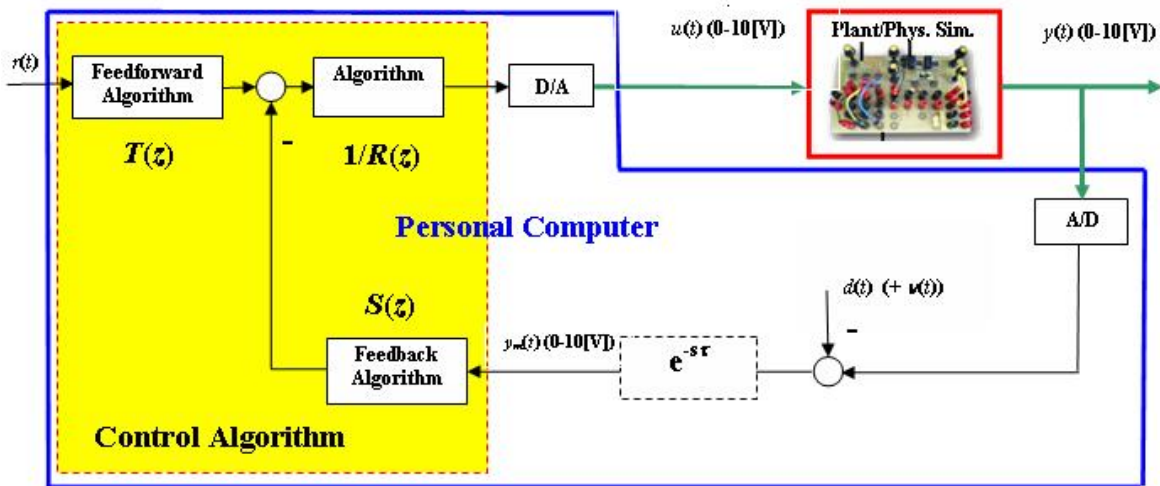 r(t)
Feedforward
Algorithm
T(z)
-
Algorithm
1/R(z)
D/A
u(t) (0-10[V])
Plant/Phys. Sim.
y(t) (0-10[V])
A/D
Personal Computer
d(t) (+ v(t))
-
e^-sτ
y_m(t) (0-10[V])
S(z)
Feedback
Algorithm
Control Algorithm